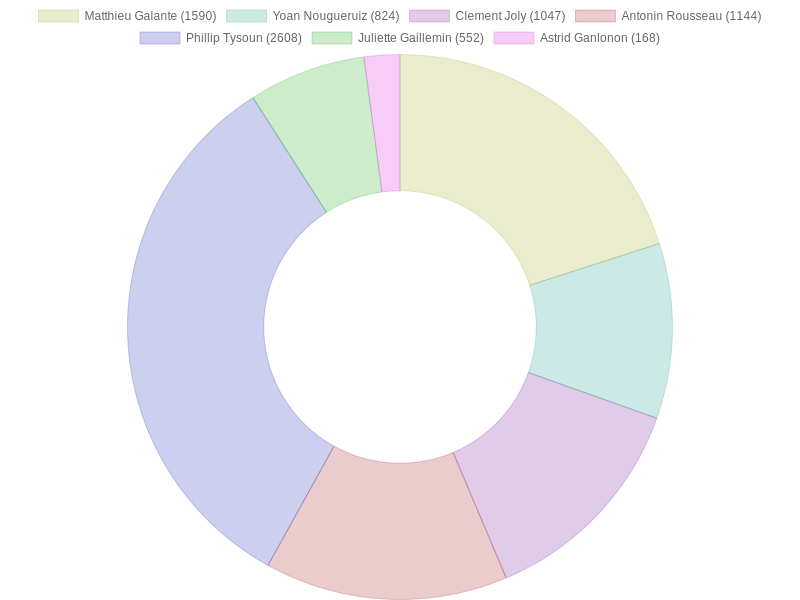 Matthieu Galante (1590) Yoan Nougueruiz (824) Clement Joly (1047) Antonin Rousseau (1144)
Phillip Tysoun (2608) Juliette Gaillemin (552) Astrid Ganlonon (168)